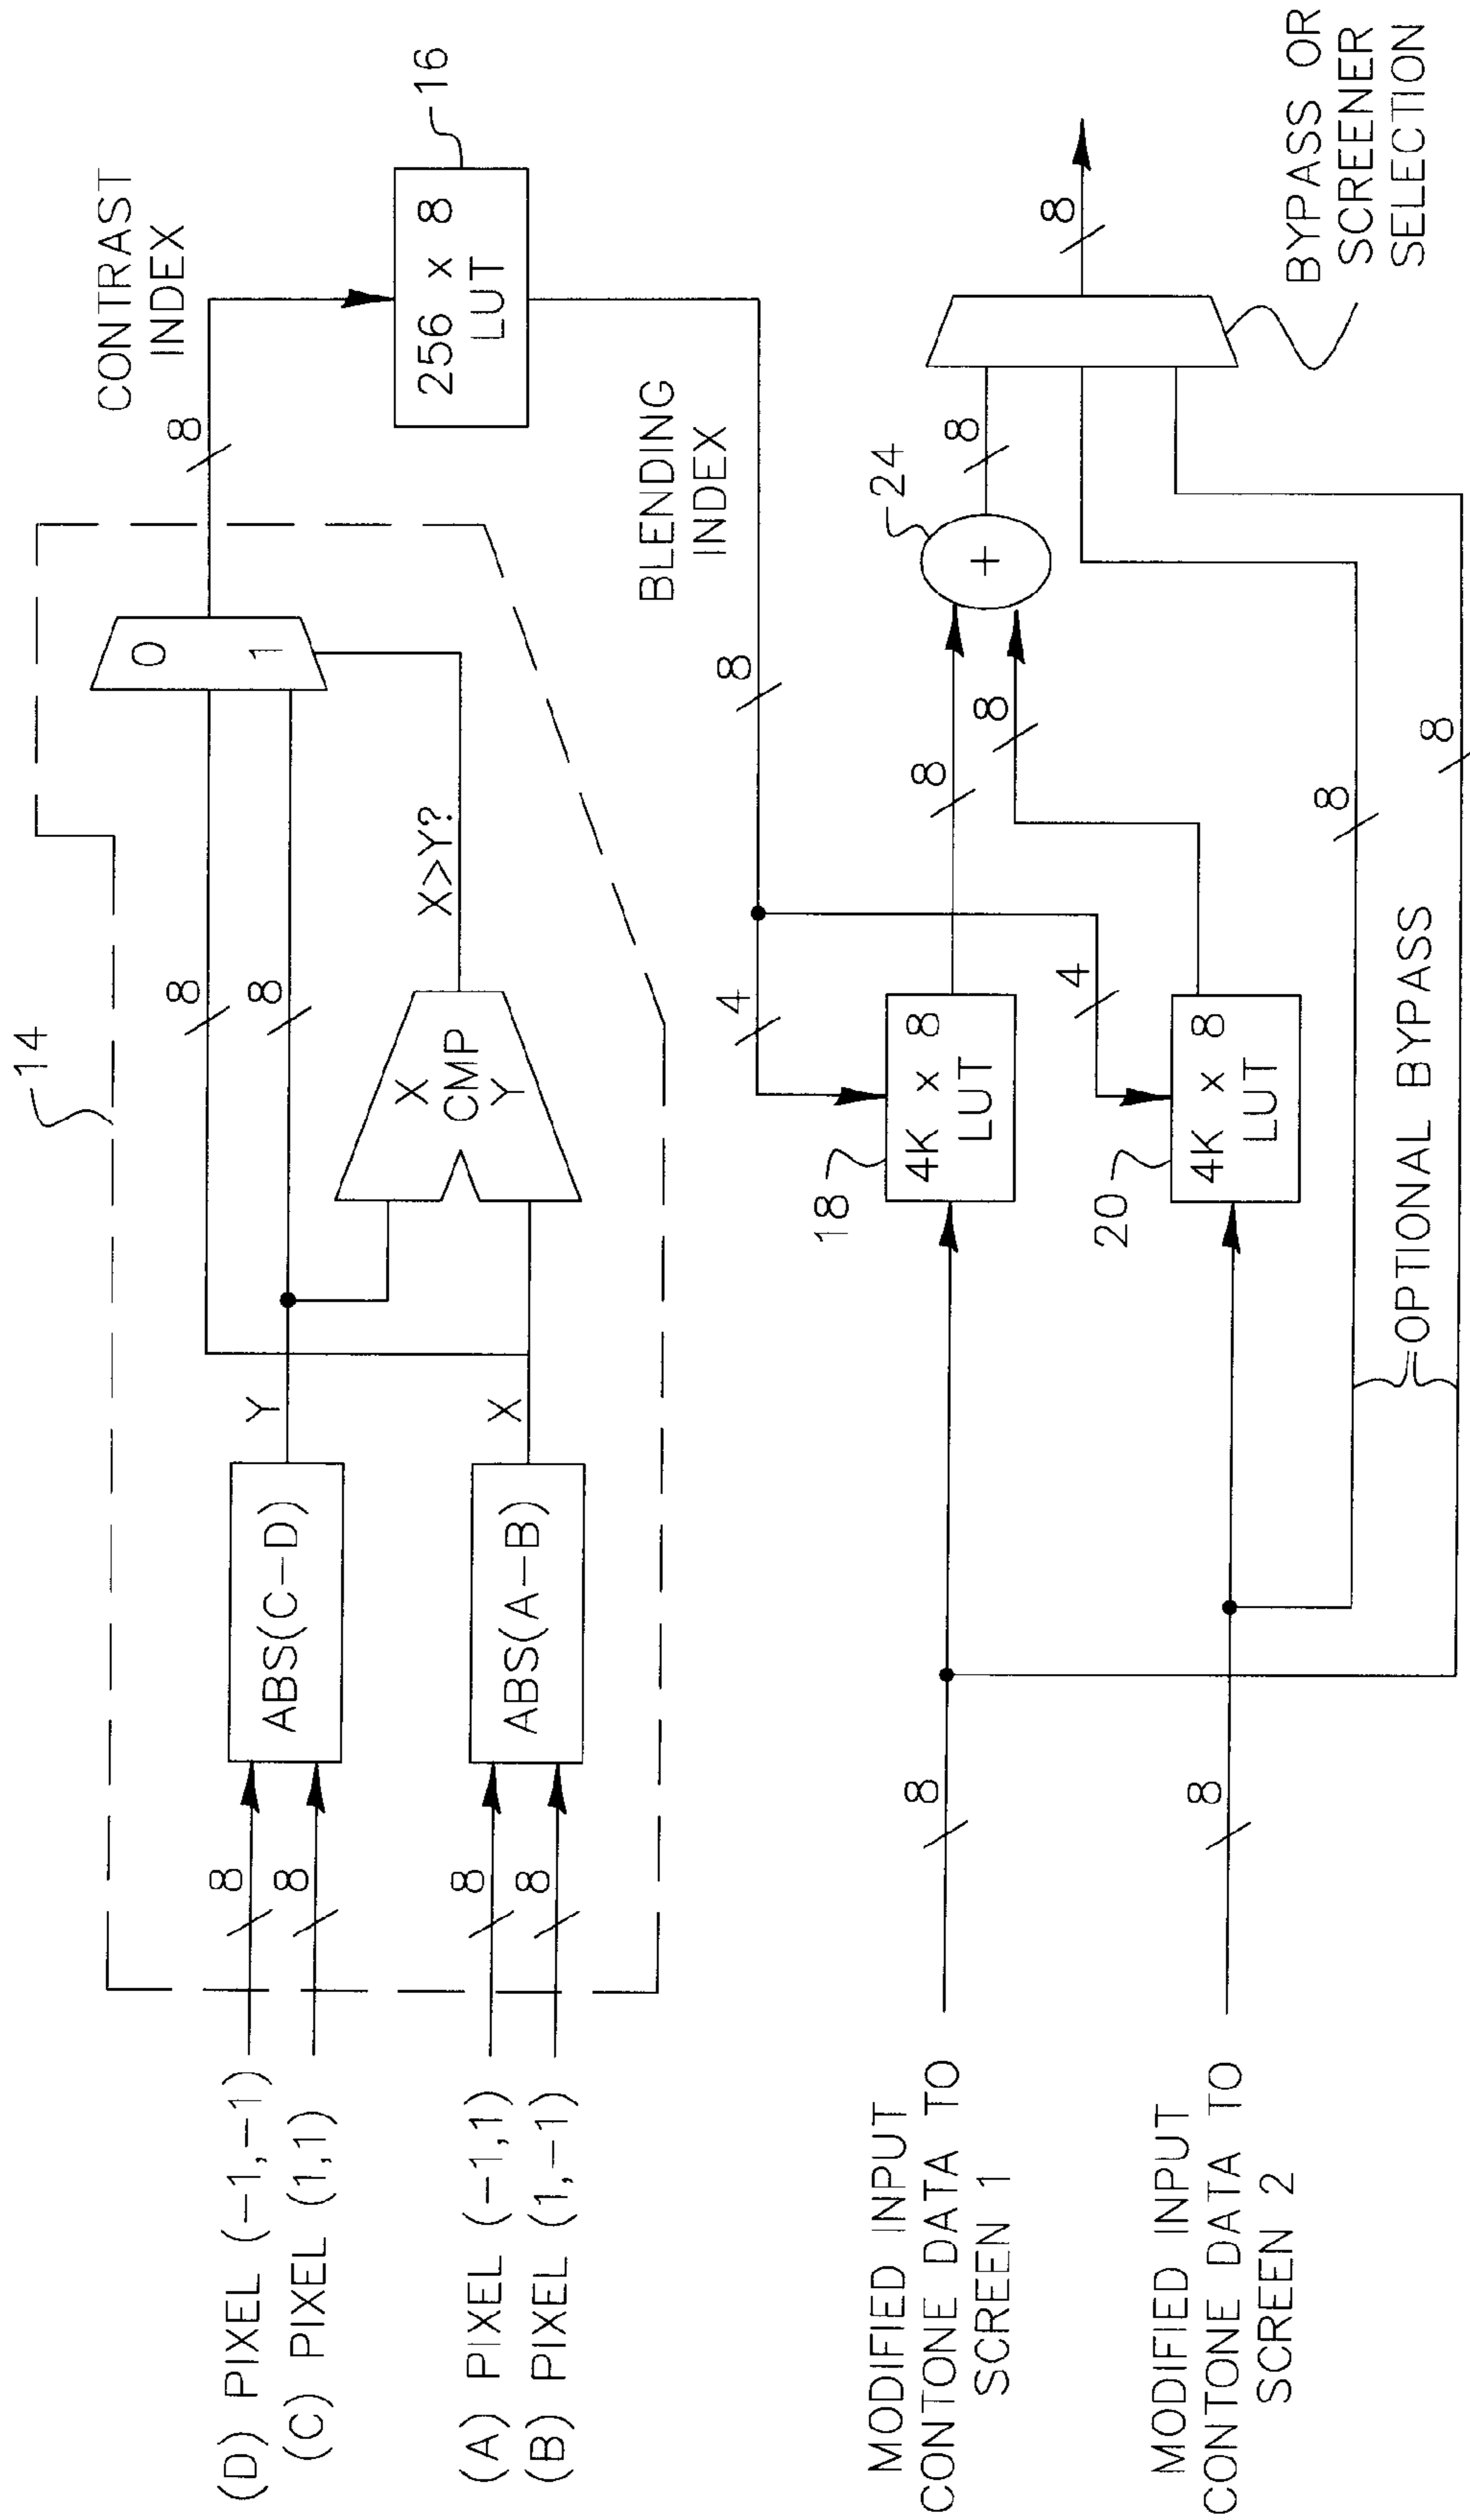 14
(D) PIXEL (-1,-1)
(C) PIXEL (1,1)
8
8
ABS(C-D)
Y
8
8
0
1
8
CONTRAST
INDEX
(A) PIXEL (-1,1)
(B) PIXEL (1,-1)
8
8
ABS(A-B)
X
X
CMP
Y
X>Y?
256 x 8
LUT
16
BLENDING
INDEX
8
4
4
MODIFIED INPUT
CONTONE DATA TO
SCREEN 1
8
18
4K x 8
LUT
8
8
+
24
8
8
MODIFIED INPUT
CONTONE DATA TO
SCREEN 2
8
20
4K x 8
LUT
8
8
OPTIONAL BYPASS
BYPASS OR
SCREENER
SELECTION